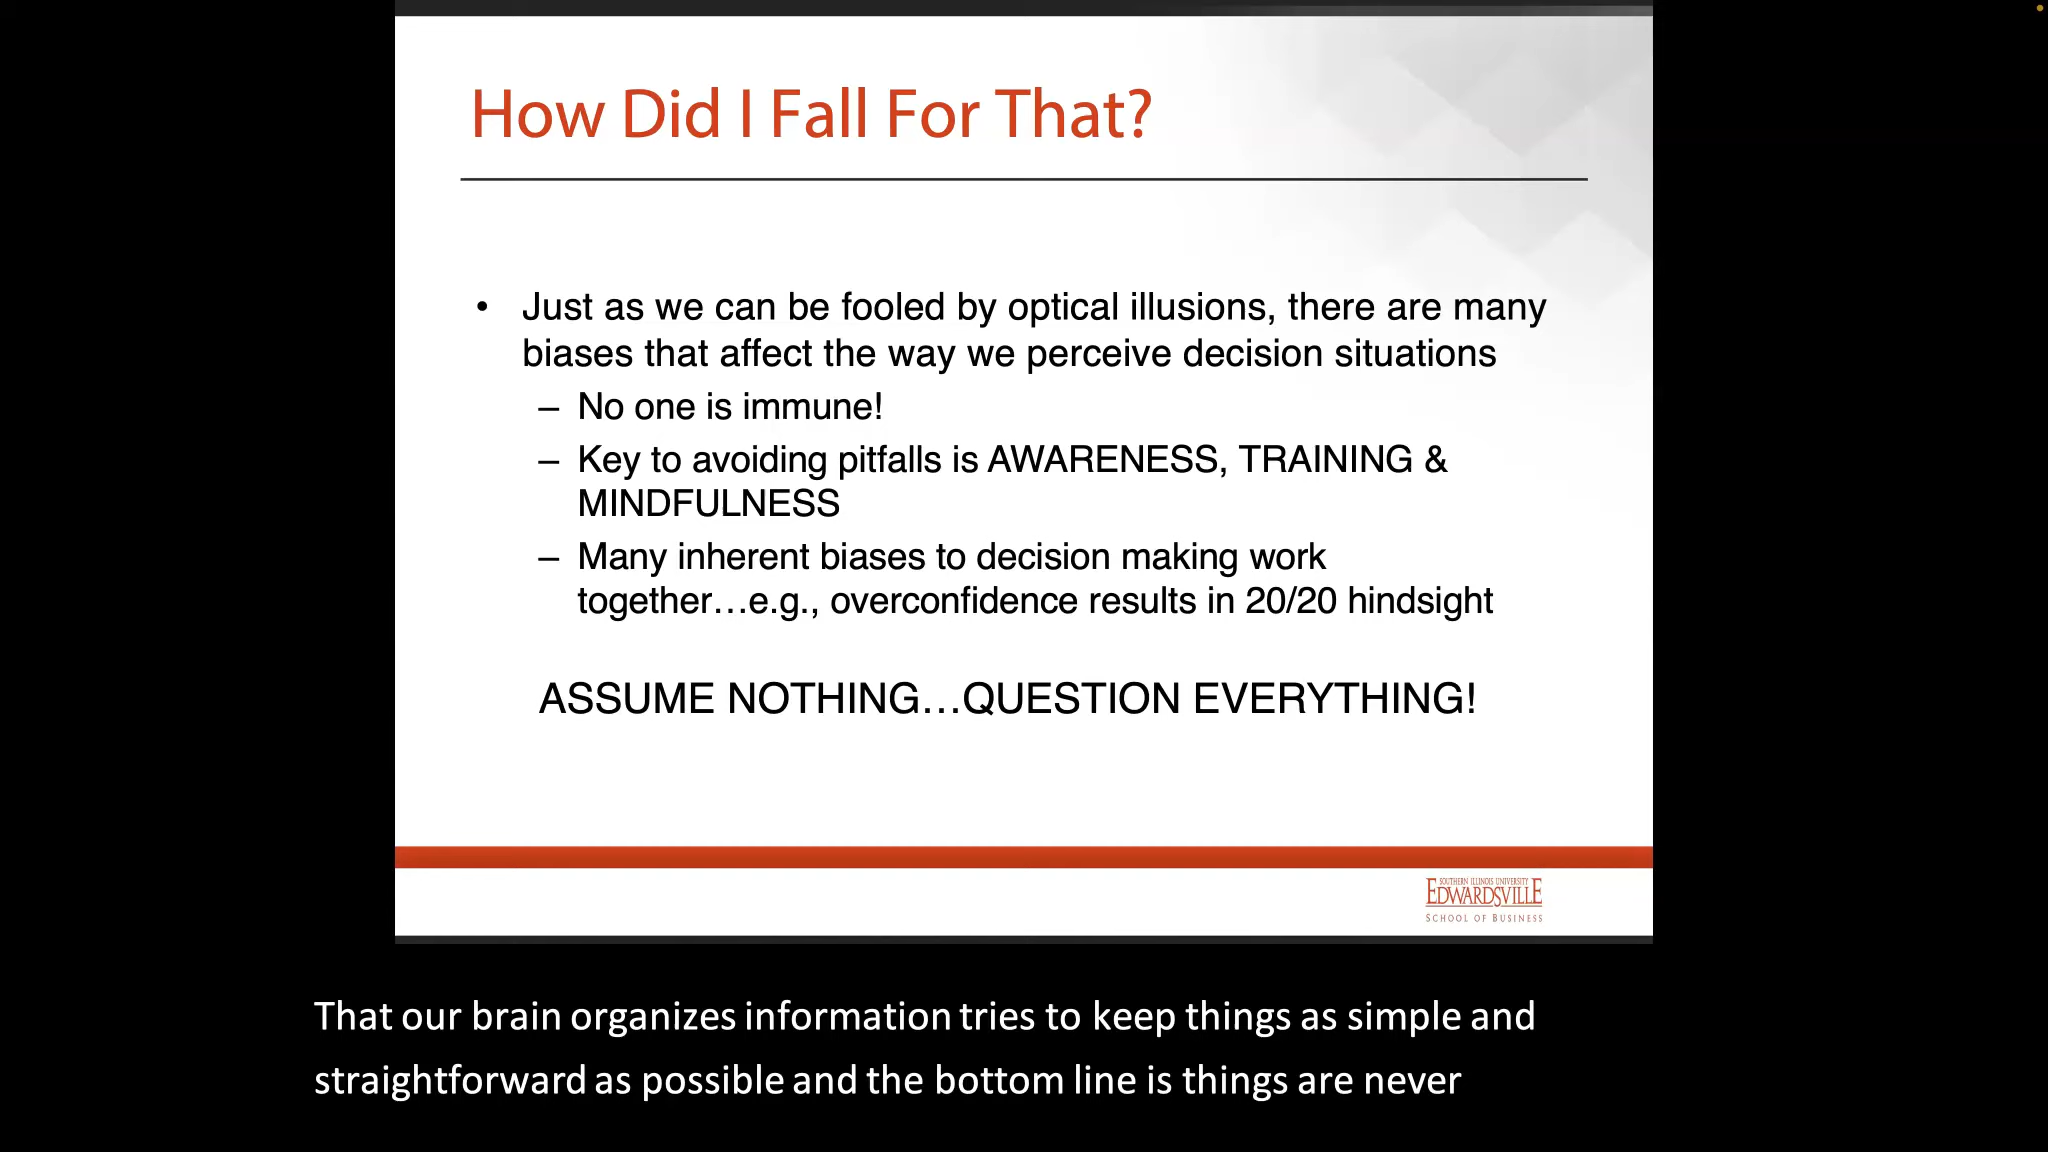 How Did I Fall For That?
• Just as we can be fooled by optical illusions, there are many
biases that affect the way we perceive decision situations
– No one is immune!
– Key to avoiding pitfalls is AWARENESS, TRAINING &
MINDFULNESS
– Many inherent biases to decision making work
together…e.g., overconfidence results in 20/20 hindsight
ASSUME NOTHING…QUESTION EVERYTHING!
SOUTHERN ILLINOIS UNIVERSITY
EDWARDSVILLE
SCHOOL OF BUSINESS
That our brain organizes information tries to keep things as simple and
straightforward as possible and the bottom line is things are never